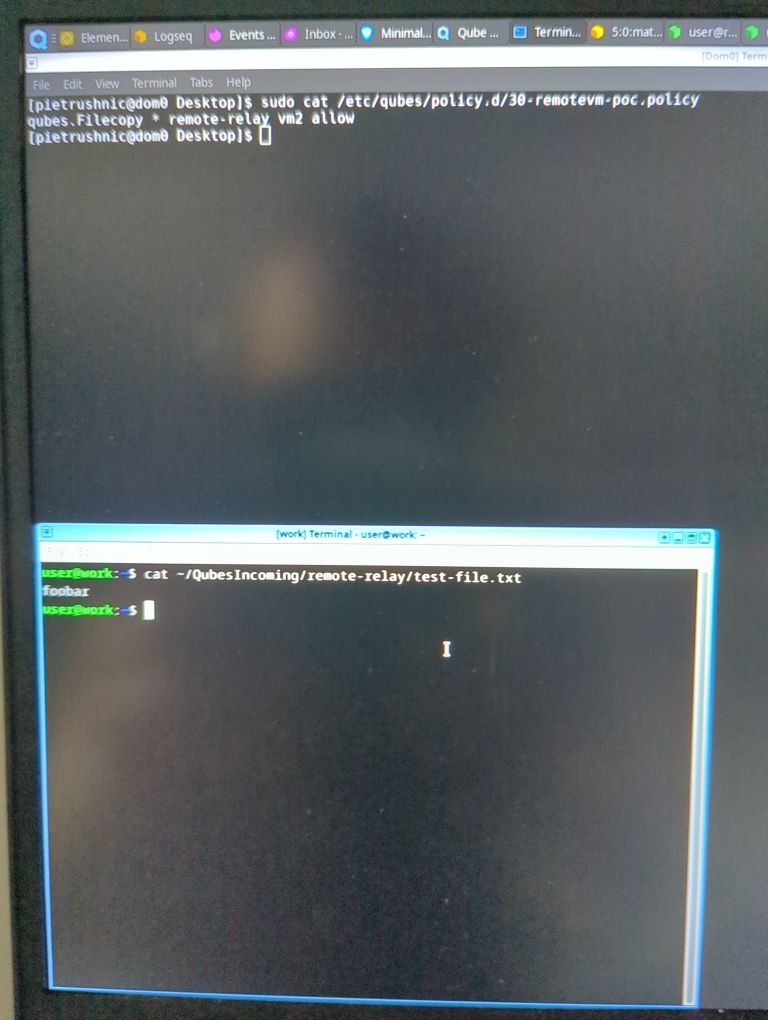 Elemen... Logseq Events ... Inbox - ... Minimal... Qube ... Termin... 5:0:mat... user@r...
[Dom0] Term
File Edit View Terminal Tabs Help
[pietrushnic@dom0 Desktop]$ sudo cat /etc/qubes/policy.d/30-remotevm-poc.policy
qubes.Filecopy * remote-relay vm2 allow
[pietrushnic@dom0 Desktop]$
[work] Terminal - user@work: ~
user@work:~$ cat ~/QubesIncoming/remote-relay/test-file.txt
foobar
user@work:~$